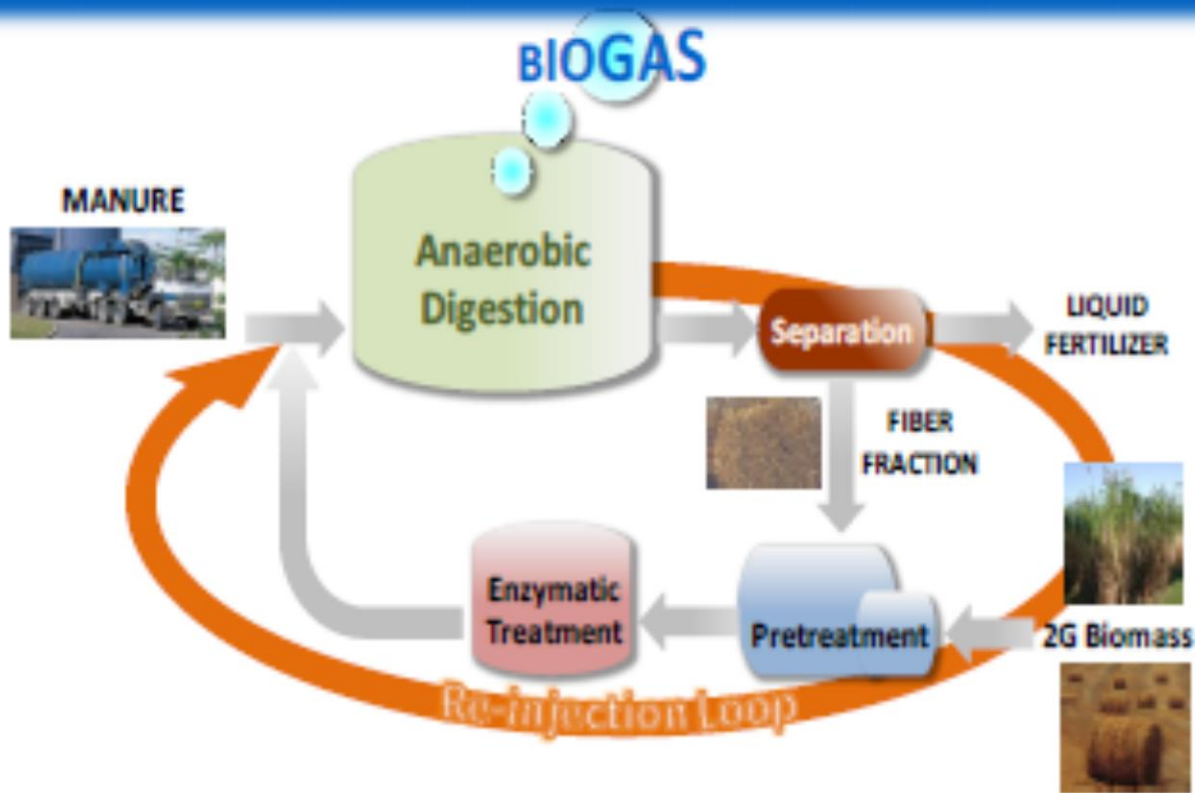 BIOGAS
MANURE
Anaerobic
Digestion
Separation
LIQUID
FERTILIZER
FIBER
FRACTION
Enzymatic
Treatment
Pretreatment
2G Biomass
Re-injection Loop